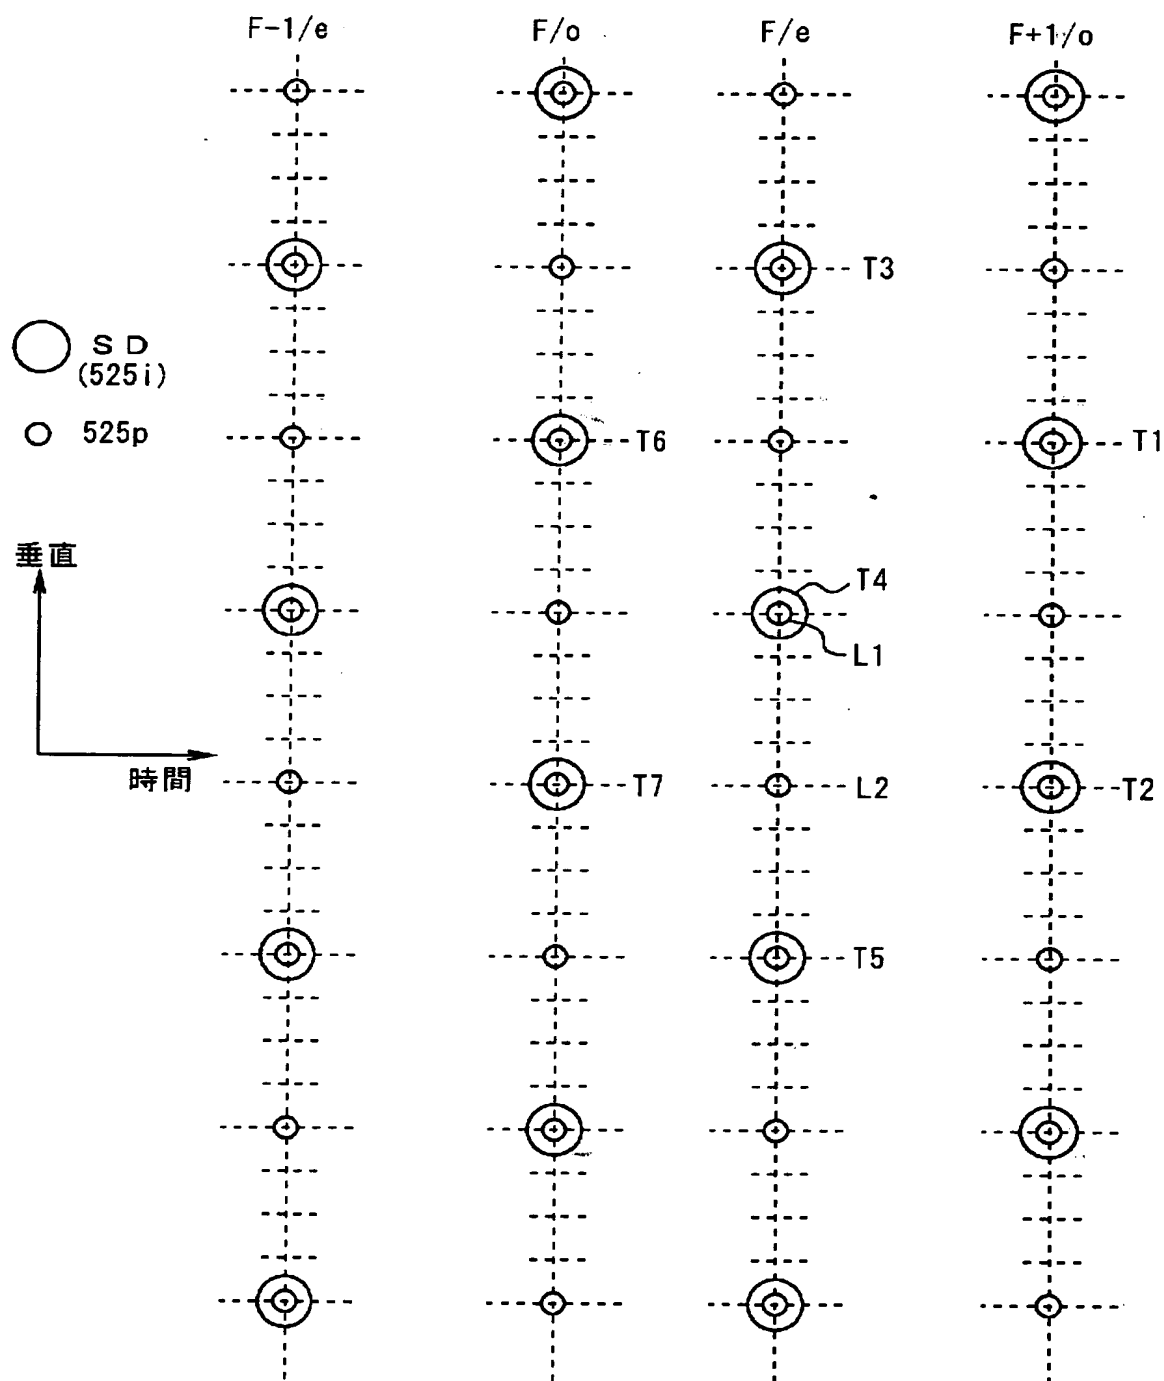 F-1/e
F/o
F/e
F+1/o
T3
SD
(525i)
525p
T6
T1
垂直
T4
L1
時間
T7
L2
T2
T5